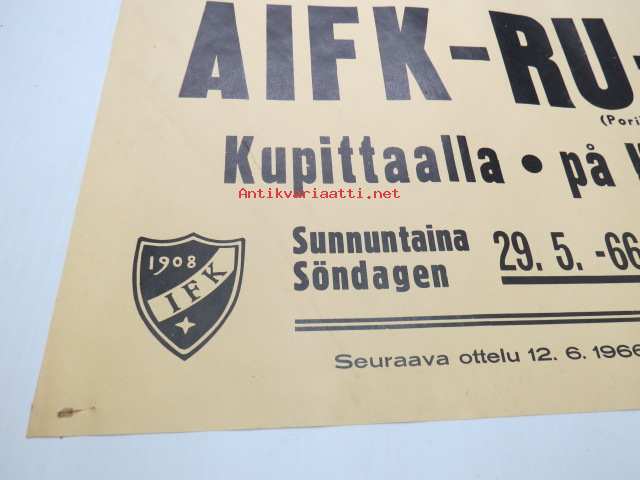 AIFK-RU-
(Pori
Kupittaalla • på
Antikvariaatti.net
Sunnuntaina
Söndagen
29. 5. -66
1908
IFK
Seuraava ottelu 12. 6. 1966